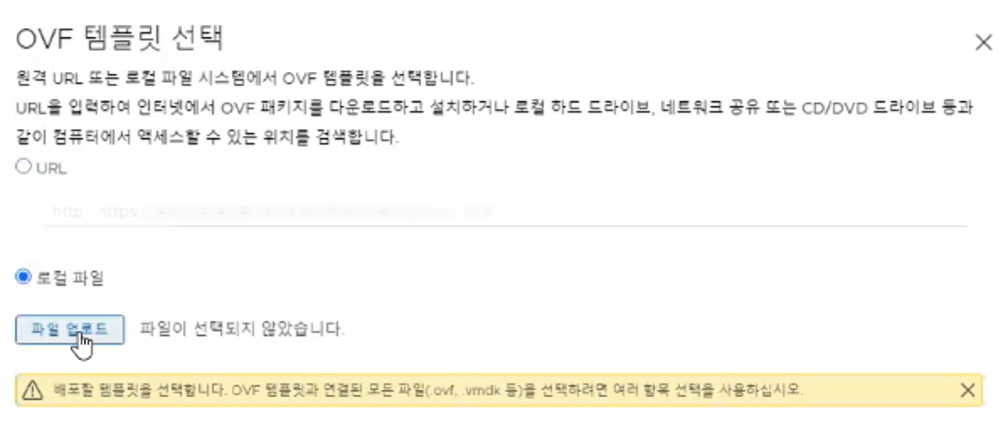 OVF 템플릿 선택
원격 URL 또는 로컬 파일 시스템에서 OVF 템플릿을 선택합니다.
URL을 입력하여 인터넷에서 OVF 패키지를 다운로드하고 설치하거나 로컬 하드 드라이브, 네트워크 공유 또는 CD/DVD 드라이브 등과
같이 컴퓨터에서 액세스할 수 있는 위치를 검색합니다.
URL
http https
로컬 파일
파일 업로드 파일이 선택되지 않았습니다.
배포할 템플릿을 선택합니다. OVF 템플릿과 연결된 모든 파일(.ovf, .vmdk 등)을 선택하려면 여러 항목 선택을 사용하십시오.